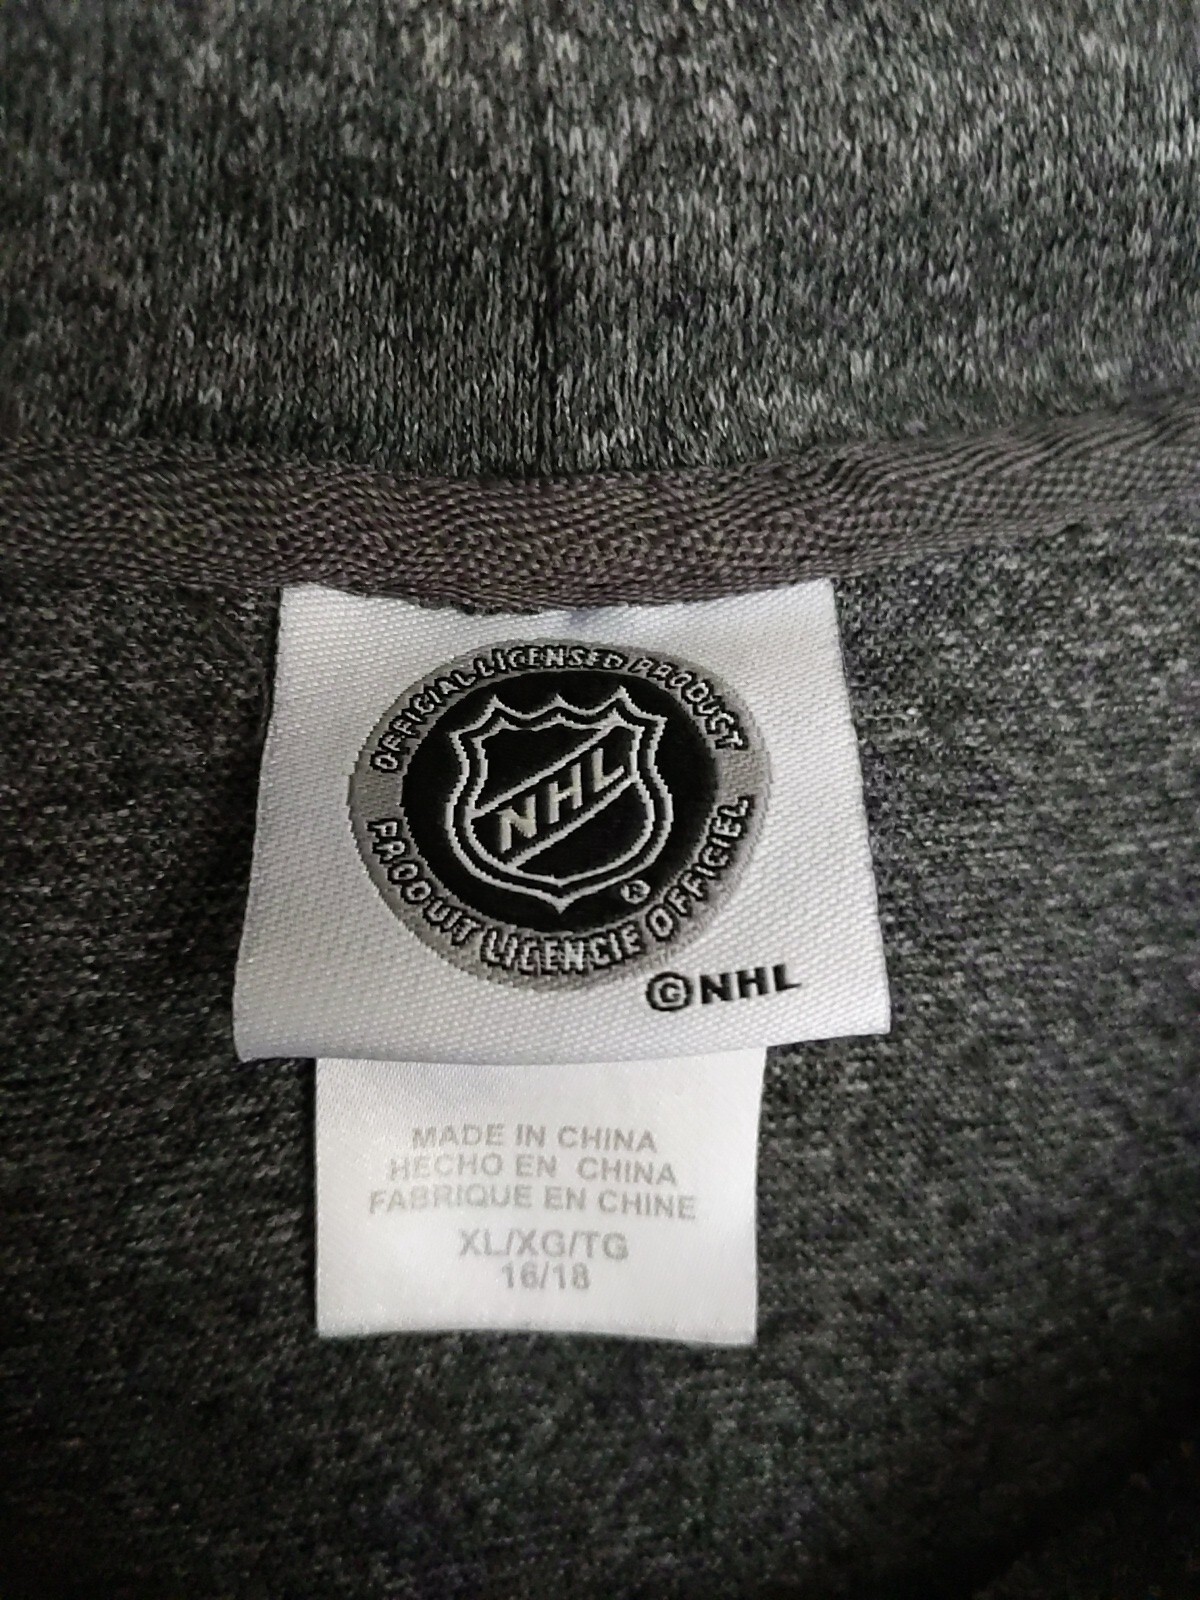 OFFICIAL LICENSED PRODUCT
NHL
®
PRODUIT LICENCIE OFFICIEL
©NHL
MADE IN CHINA
HECHO EN CHINA
FABRIQUE EN CHINE
XL/XG/TG
16/18